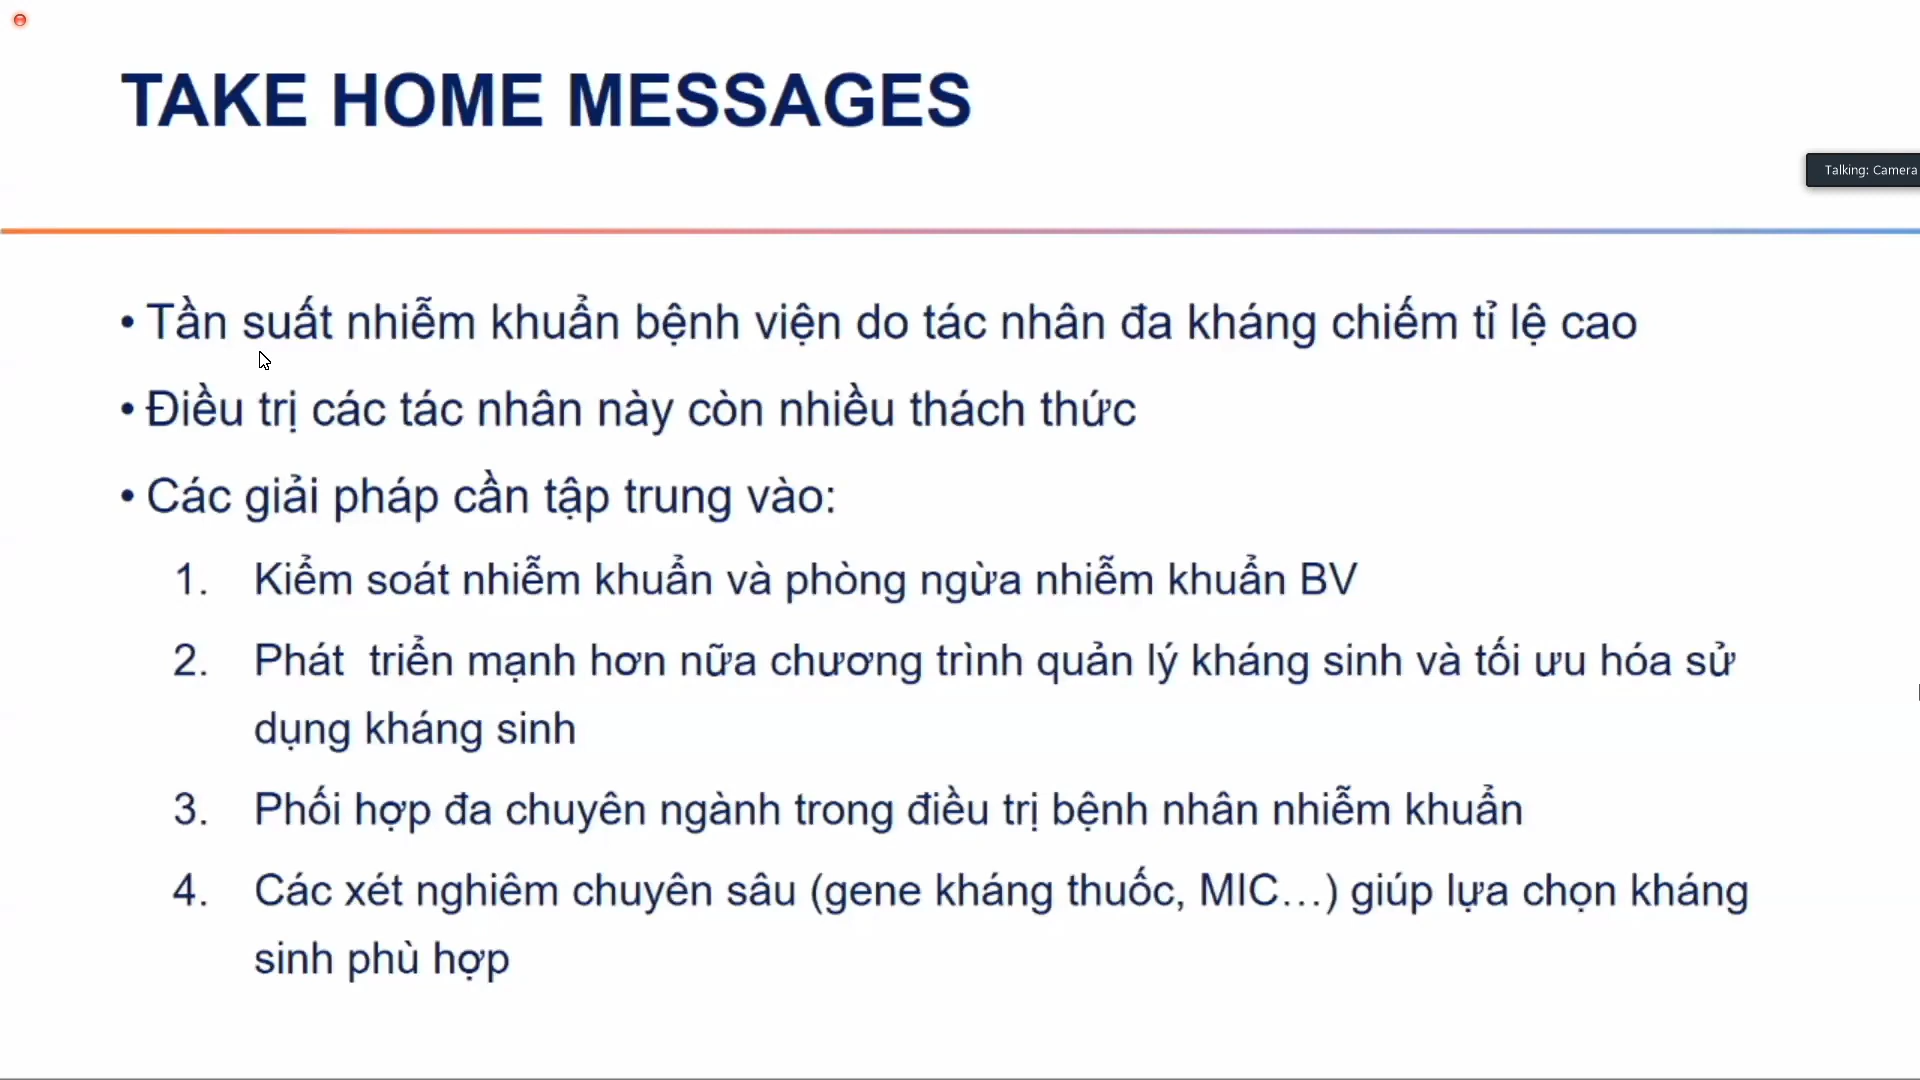 TAKE HOME MESSAGES
Talking: Camera
• Tần suất nhiễm khuẩn bệnh viện do tác nhân đa kháng chiếm tỉ lệ cao
• Điều trị các tác nhân này còn nhiều thách thức
• Các giải pháp cần tập trung vào:
1. Kiểm soát nhiễm khuẩn và phòng ngừa nhiễm khuẩn BV
2. Phát  triển mạnh hơn nữa chương trình quản lý kháng sinh và tối ưu hóa sử
dụng kháng sinh
3. Phối hợp đa chuyên ngành trong điều trị bệnh nhân nhiễm khuẩn
4. Các xét nghiêm chuyên sâu (gene kháng thuốc, MIC…) giúp lựa chọn kháng
sinh phù hợp